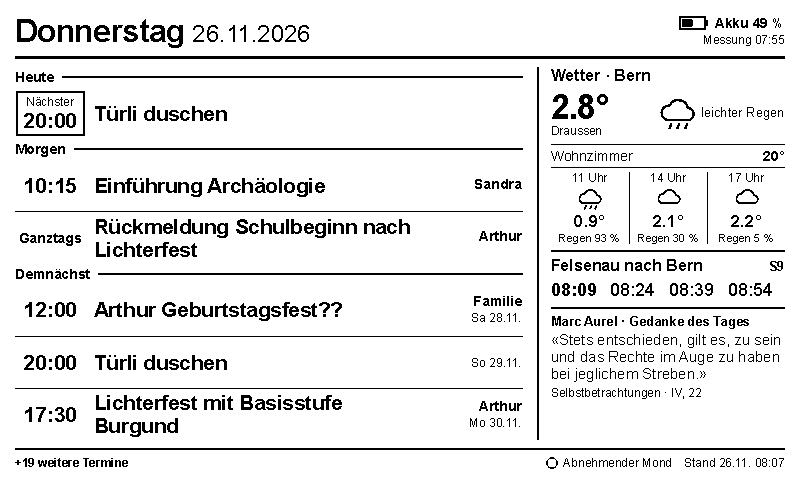 Donnerstag 26.11.2026
Akku 49 %
Messung 07:55
Heute
Nächster
20:00
Türli duschen
Morgen
10:15 Einführung Archäologie Sandra
Ganztags
Rückmeldung Schulbeginn nach
Lichterfest
Arthur
Demnächst
12:00 Arthur Geburtstagsfest??
Familie
Sa 28.11.
20:00 Türli duschen So 29.11.
17:30
Lichterfest mit Basisstufe
Burgund
Arthur
Mo 30.11.
+19 weitere Termine
Wetter · Bern
2.8°
Draussen
leichter Regen
Wohnzimmer 20°
11 Uhr 14 Uhr 17 Uhr
0.9° 2.1° 2.2°
Regen 93 % Regen 30 % Regen 5 %
Felsenau nach Bern S9
08:09 08:24 08:39 08:54
Marc Aurel · Gedanke des Tages
«Stets entschieden, gilt es, zu sein
und das Rechte im Auge zu haben
bei jeglichem Streben.»
Selbstbetrachtungen · IV, 22
Abnehmender Mond Stand 26.11. 08:07